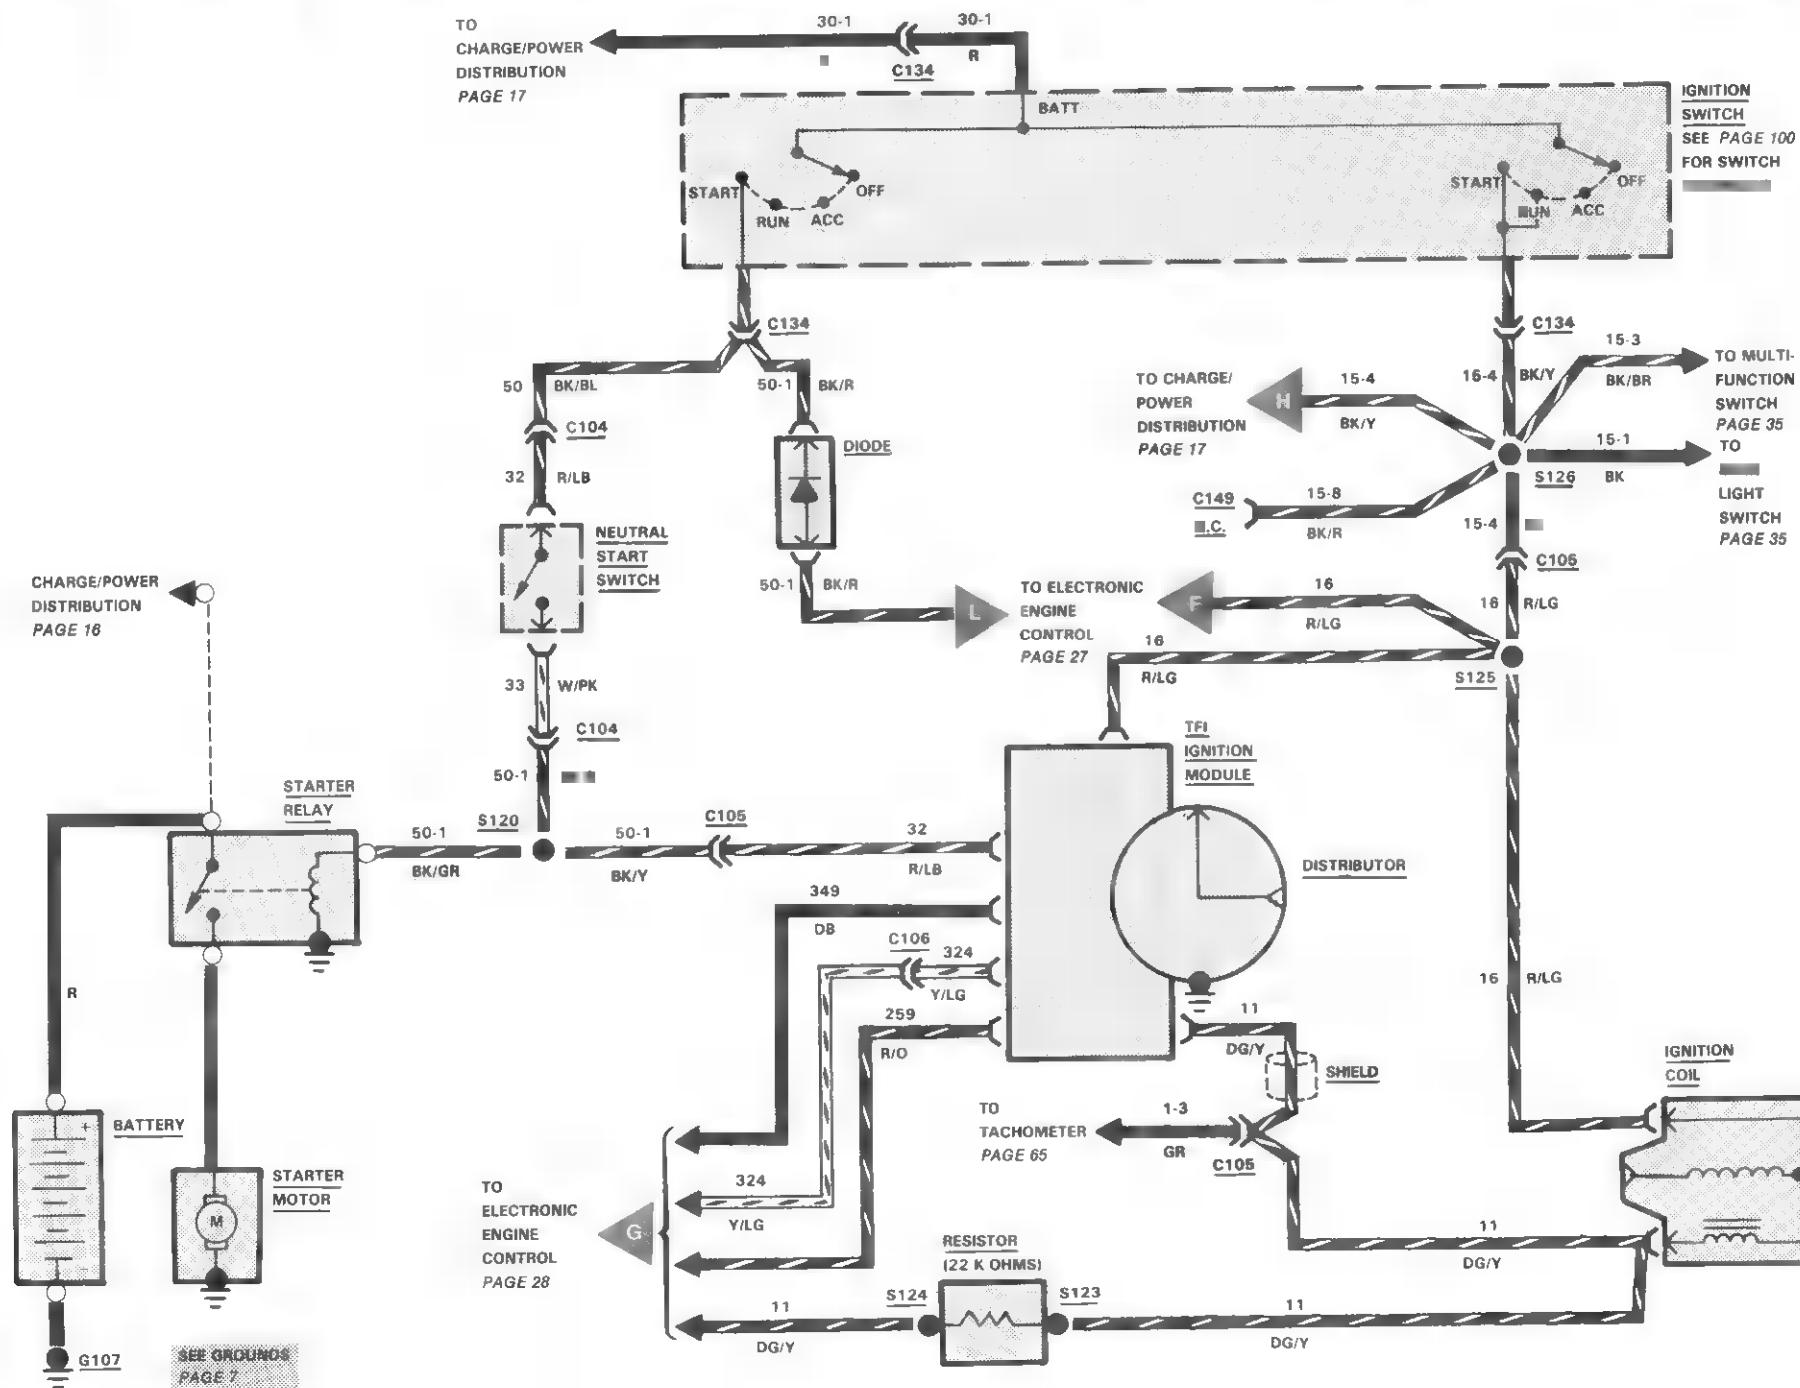 TO
CHARGE/POWER
DISTRIBUTION
PAGE 17
30-1
30-1
R
C134
BATT
IGNITION
SWITCH
SEE PAGE 100
FOR SWITCH
START
RUN
ACC
OFF
START
ACC
OFF
C134
50
BK/BL
50-1
BK/R
C104
32
R/LB
DIODE
NEUTRAL
START
SWITCH
50-1
BK/R
33
W/PK
C104
50-1
L
TO ELECTRONIC
ENGINE
CONTROL
PAGE 27
F
16
R/LG
C134
16-4
BK/Y
15-3
BK/BR
TO MULTI-
FUNCTION
SWITCH
PAGE 35
TO CHARGE/
POWER
DISTRIBUTION
PAGE 17
H
15-4
BK/Y
15-1
BK
TO
LIGHT
SWITCH
PAGE 35
S126
C149
15-8
BK/R
15-4
C105
16
R/LG
16
R/LG
S125
CHARGE/POWER
DISTRIBUTION
PAGE 16
STARTER
RELAY
50-1
BK/GR
S120
50-1
BK/Y
C105
32
R/LB
TFI
IGNITION
MODULE
DISTRIBUTOR
349
DB
C106
324
Y/LG
259
R/O
11
DG/Y
SHIELD
16
R/LG
R
BATTERY
+
-
STARTER
MOTOR
M
G107
SEE GROUNDS
PAGE 7
TO
TACHOMETER
PAGE 65
1-3
GR
C105
IGNITION
COIL
TO
ELECTRONIC
ENGINE
CONTROL
PAGE 28
G
324
Y/LG
11
DG/Y
RESISTOR
(22 K OHMS)
S124
S123
11
DG/Y
11
DG/Y